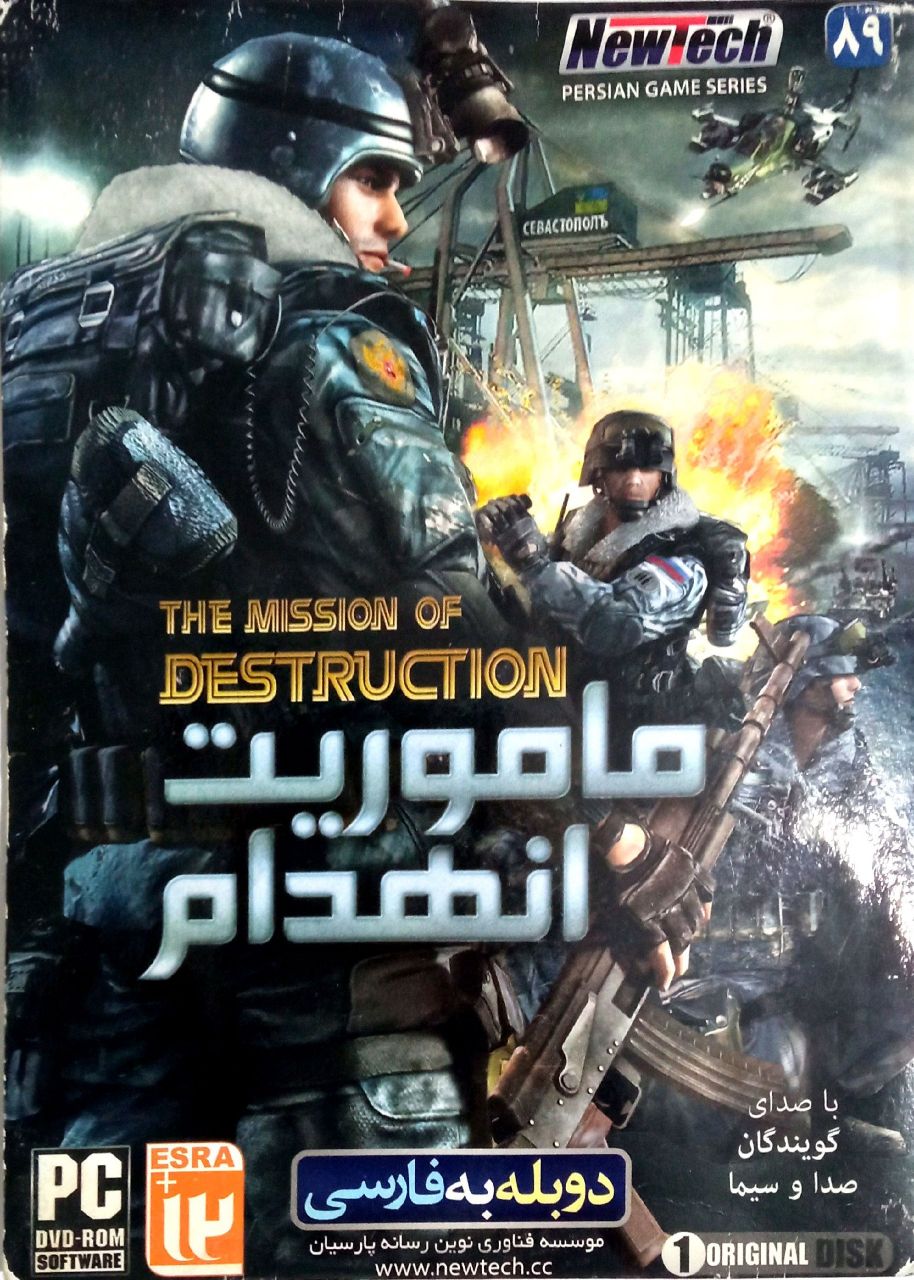 NewTech®
PERSIAN GAME SERIES
۸۹
СЕВАСТОПОЛЪ
THE MISSION OF
DESTRUCTION
ماموریت
انهدام
با صدای
گویندگان
صدا و سیما
PC
DVD-ROM
SOFTWARE
ESRA
+۱۲
دوبله به فارسی
موسسه فناوری نوین رسانه پارسیان
www.newtech.cc
1 ORIGINAL DISK